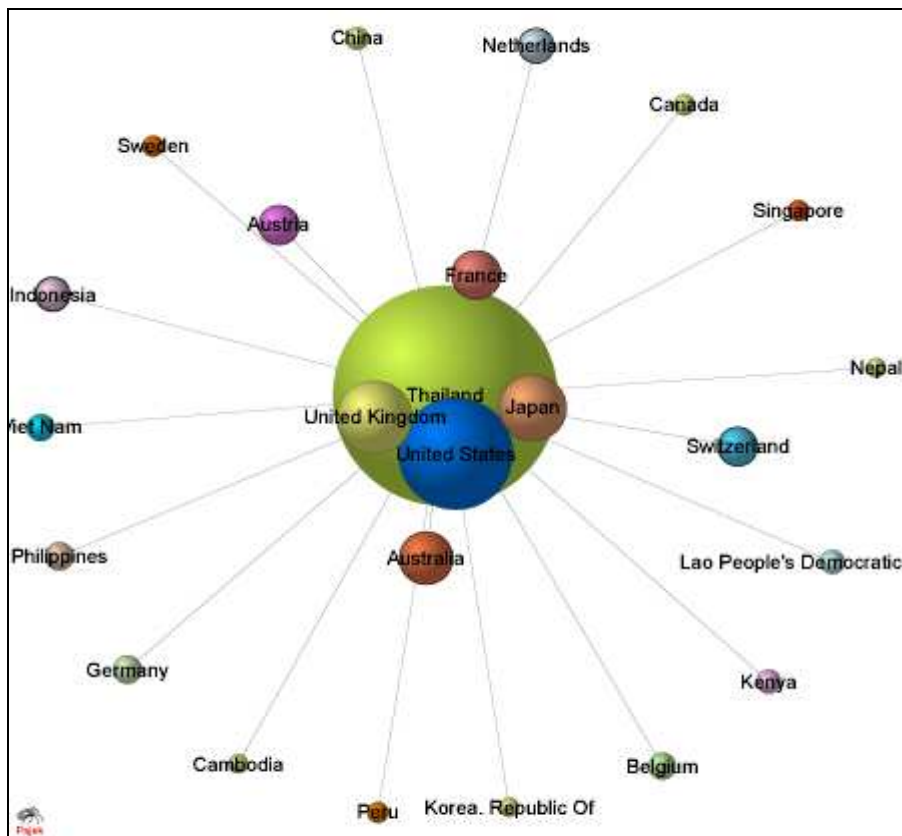 China
Netherlands
Canada
Sweden
Singapore
Austria
France
Indonesia
Nepal
Thailand
Japan
United Kingdom
Viet Nam
Switzerland
United States
Philippines
Australia
Lao People's Democratic
Germany
Kenya
Cambodia
Belgium
Peru
Korea. Republic Of
Pajek